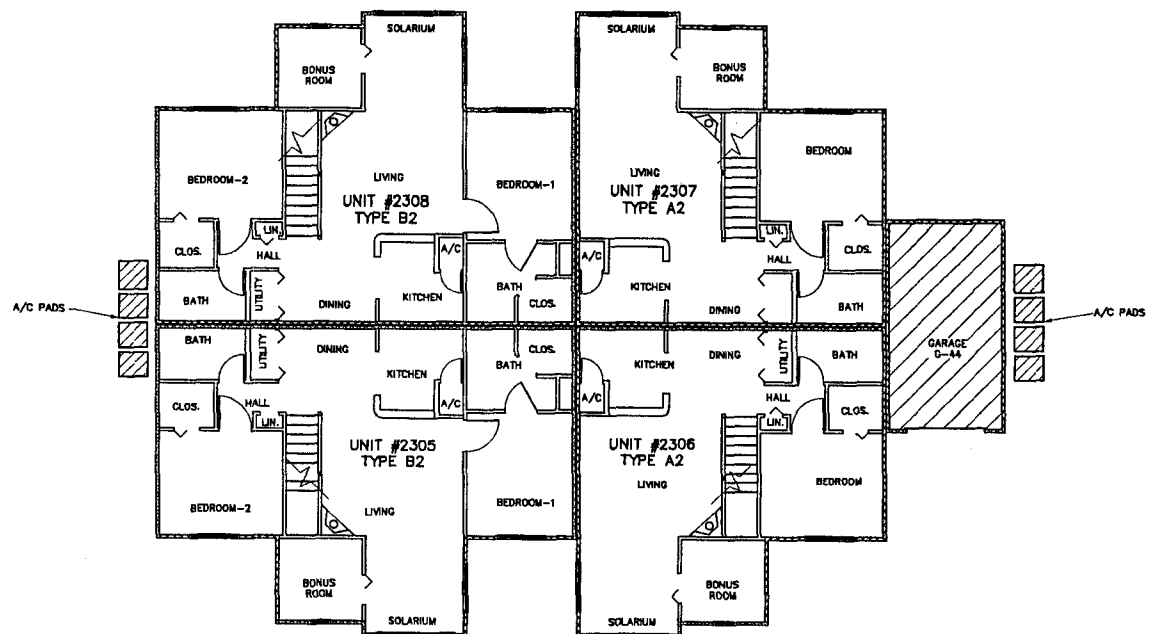 SOLARIUM
SOLARIUM
BONUS
ROOM
BONUS
ROOM
BEDROOM-2
LIVING
UNIT #2308
TYPE B2
BEDROOM-1
LIVING
UNIT #2307
TYPE A2
BEDROOM
CLOS.
LIN.
HALL
A/C
A/C
LIN.
HALL
CLOS.
BATH
UTILITY
DINING
KITCHEN
BATH
CLOS.
KITCHEN
DINING
BATH
A/C PADS
A/C PADS
GARAGE
G-44
BATH
UTILITY
DINING
KITCHEN
BATH
CLOS.
KITCHEN
DINING
UTILITY
BATH
CLOS.
HALL
LIN.
A/C
A/C
HALL
LIN.
CLOS.
UNIT #2305
TYPE B2
UNIT #2306
TYPE A2
BEDROOM-2
LIVING
BEDROOM-1
LIVING
BEDROOM
BONUS
ROOM
BONUS
ROOM
SOLARIUM
SOLARIUM